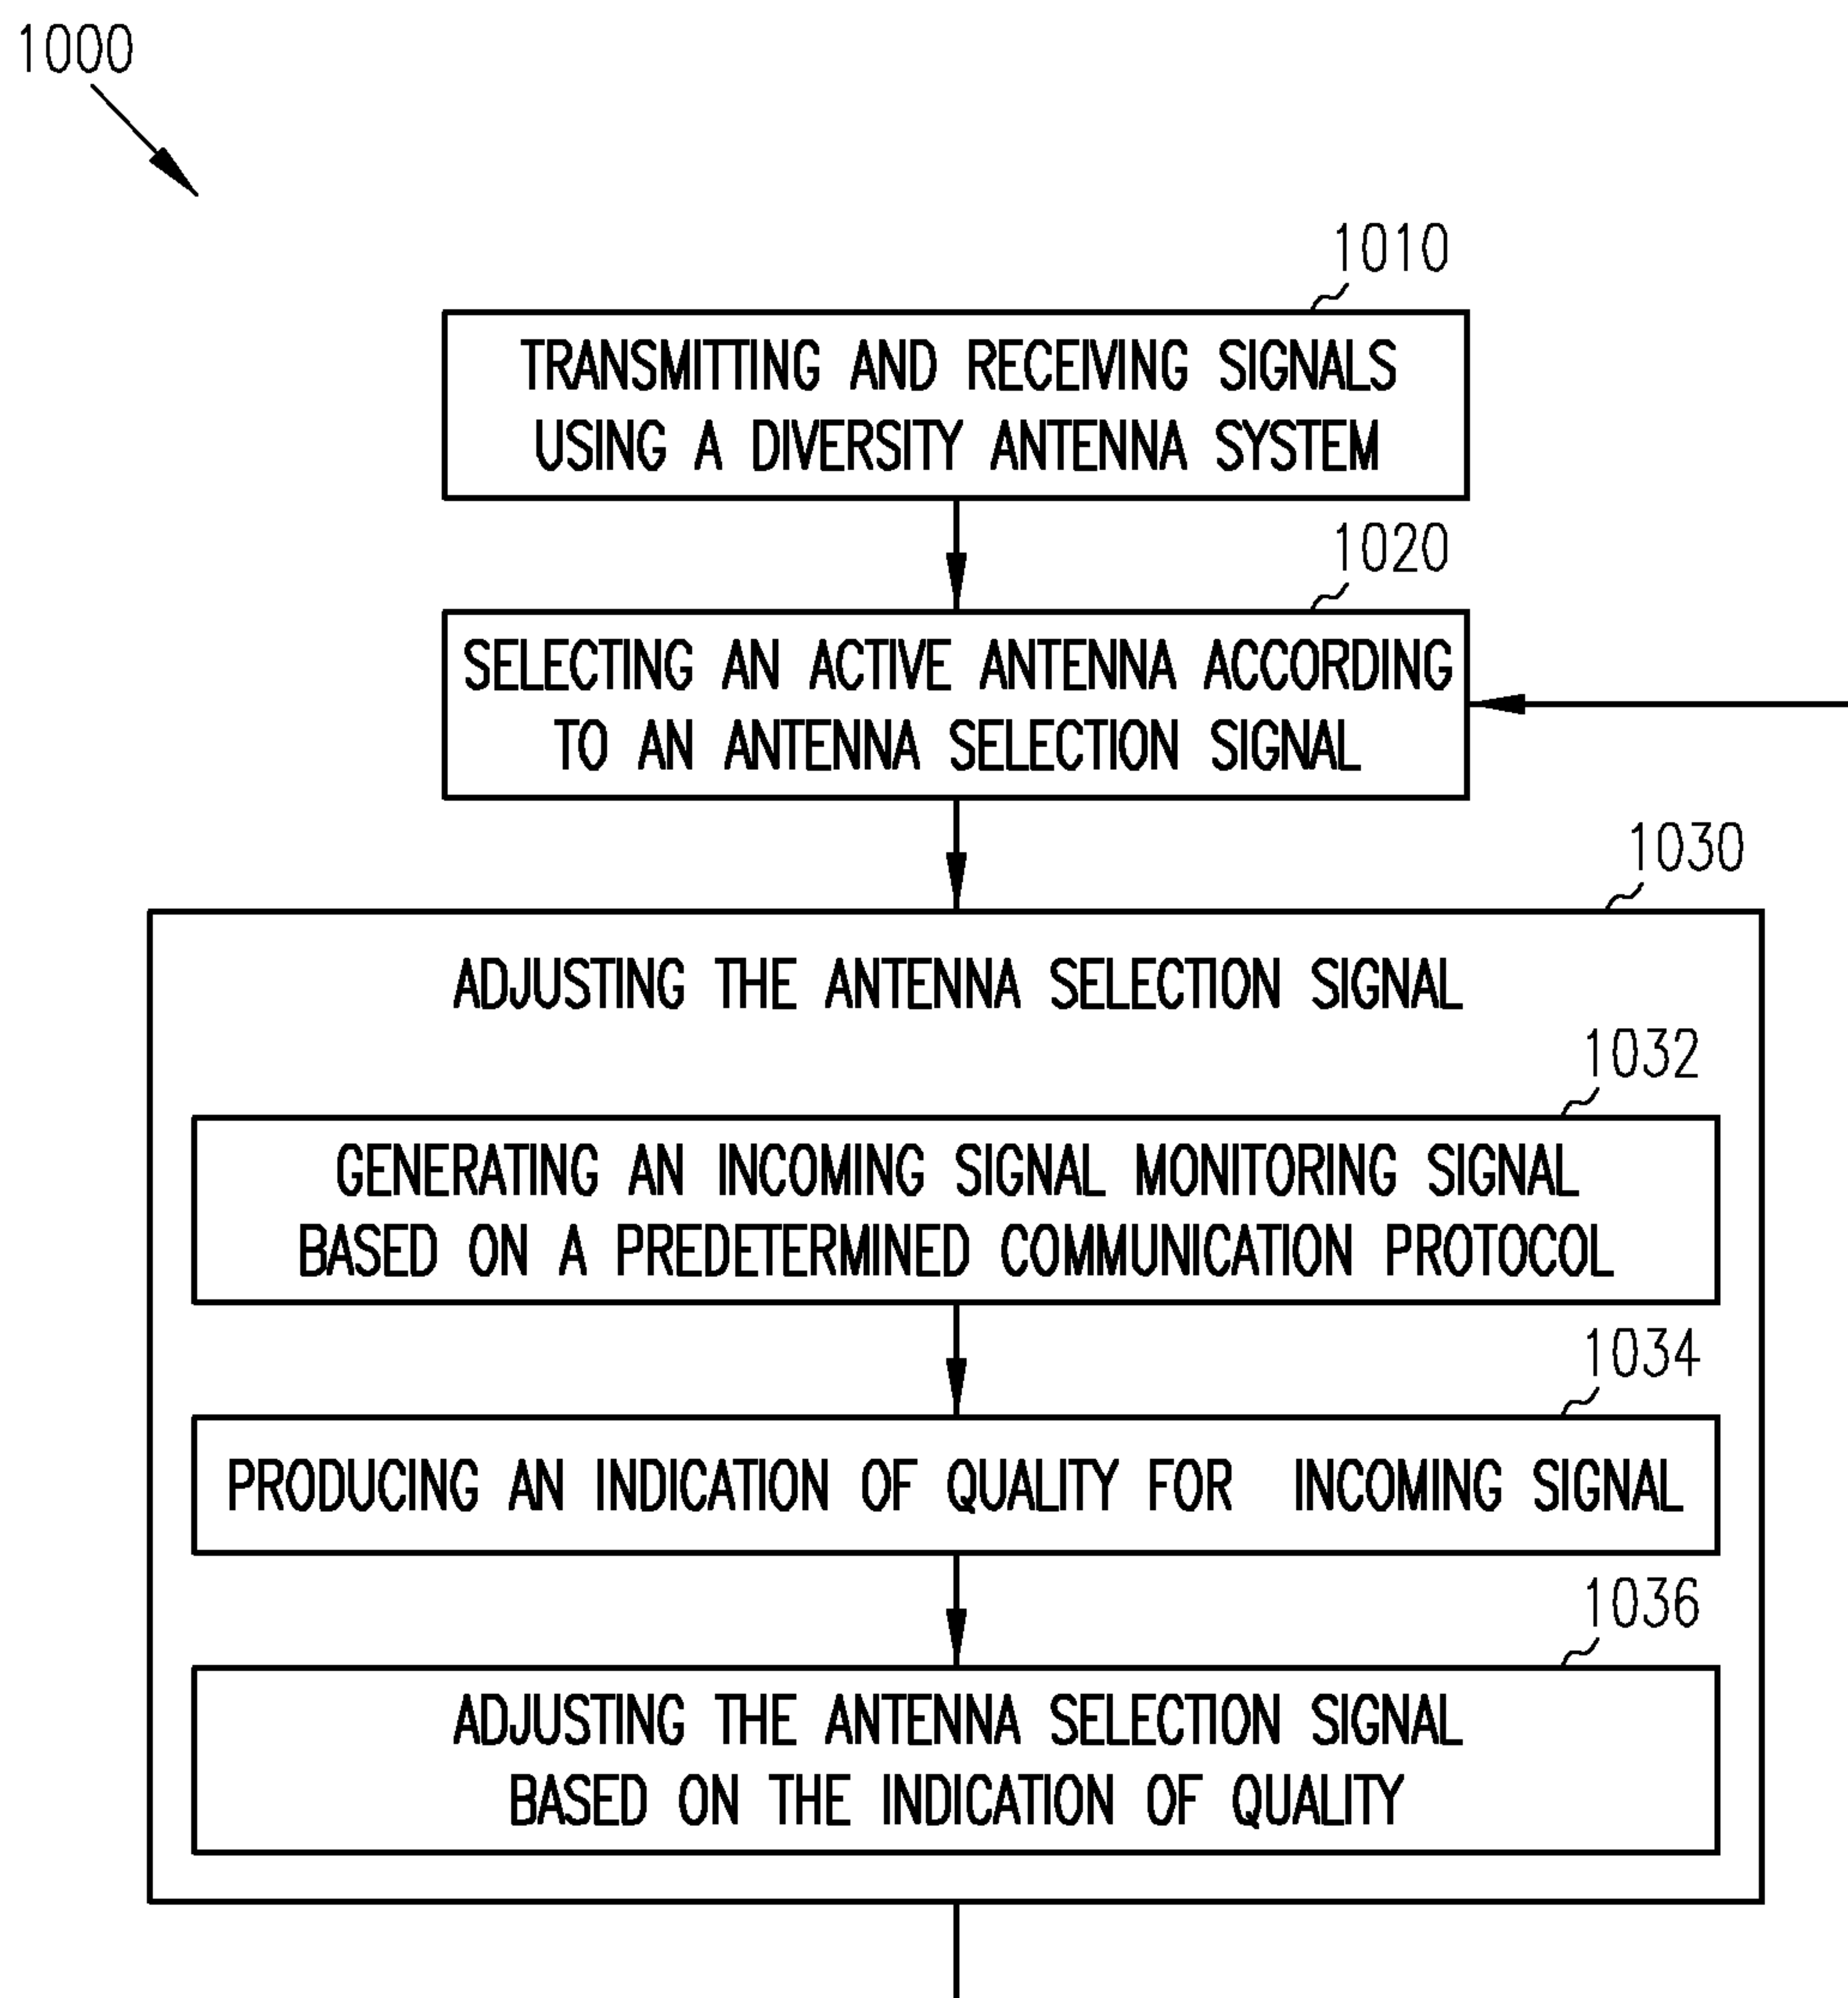 1000
1010
TRANSMITTING AND RECEIVING SIGNALS
USING A DIVERSITY ANTENNA SYSTEM
1020
SELECTING AN ACTIVE ANTENNA ACCORDING
TO AN ANTENNA SELECTION SIGNAL
1030
ADJUSTING THE ANTENNA SELECTION SIGNAL
1032
GENERATING AN INCOMING SIGNAL MONITORING SIGNAL
BASED ON A PREDETERMINED COMMUNICATION PROTOCOL
1034
PRODUCING AN INDICATION OF QUALITY FOR INCOMING SIGNAL
1036
ADJUSTING THE ANTENNA SELECTION SIGNAL
BASED ON THE INDICATION OF QUALITY